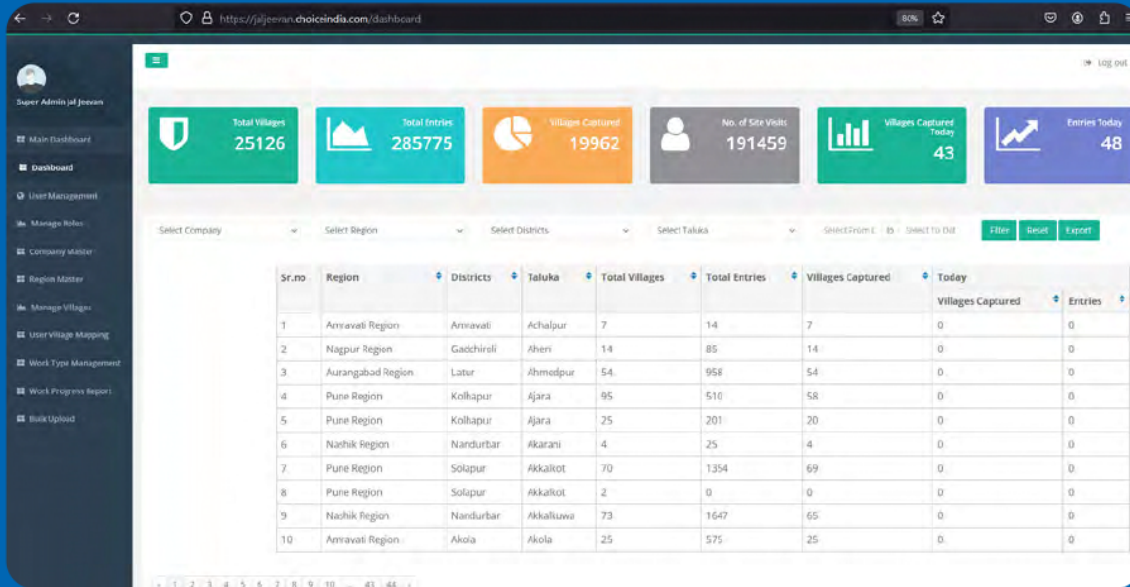 https://jaljeevan.choiceindia.com/dashboard
80%
Log out
Super Admin Jal Jeevan
Main Dashboard
Dashboard
User Management
Manage Roles
Company Master
Region Master
Manage Villages
User Village Mapping
Work Type Management
Work Progress Report
Bulk Upload
Total Villages
25126
Total Entries
285775
Villages Captured
19962
No. of Site Visits
191459
Villages Captured Today
43
Entries Today
48
Select Company
Select Region
Select Districts
Select Taluka
Select From to Select To Dat
Filter Reset Export
Sr.no Region Districts Taluka Total Villages Total Entries Villages Captured Today
Villages Captured Entries
1 Amravati Region Amravati Achalpur 7 14 7 0 0
2 Nagpur Region Gadchiroli Aheri 14 85 14 0 0
3 Aurangabad Region Latur Ahmedpur 54 958 54 0 0
4 Pune Region Kolhapur Ajara 95 510 58 0 0
5 Pune Region Kolhapur Ajara 25 201 20 0 0
6 Nashik Region Nandurbar Akarani 4 25 4 0 0
7 Pune Region Solapur Akkalkot 70 1354 69 0 0
8 Pune Region Solapur Akkalkot 2 0 0 0 0
9 Nashik Region Nandurbar Akkalkuwa 73 1647 65 0 0
10 Amravati Region Akola Akola 25 575 25 0 0
‹ 1 2 3 4 5 6 7 8 9 10 ... 43 44 ›